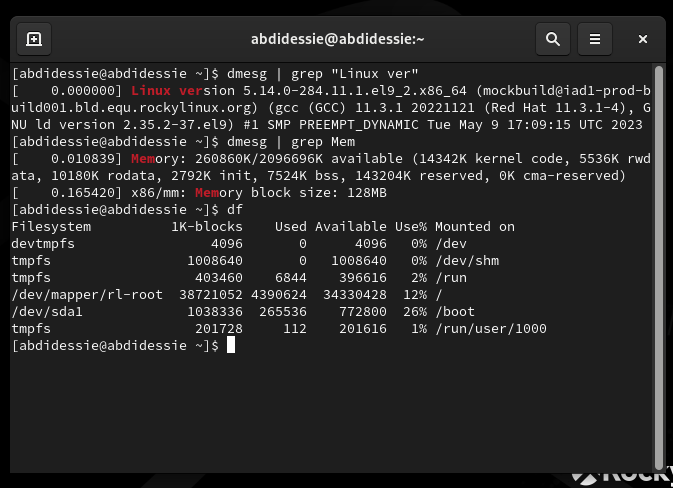 abdidessie@abdidessie:~
[abdidessie@abdidessie ~]$ dmesg | grep "Linux ver"
[    0.000000] Linux version 5.14.0-284.11.1.el9_2.x86_64 (mockbuild@iad1-prod-b
uild001.bld.equ.rockylinux.org) (gcc (GCC) 11.3.1 20221121 (Red Hat 11.3.1-4), G
NU ld version 2.35.2-37.el9) #1 SMP PREEMPT_DYNAMIC Tue May 9 17:09:15 UTC 2023
[abdidessie@abdidessie ~]$ dmesg | grep Mem
[    0.010839] Memory: 260860K/2096696K available (14342K kernel code, 5536K rwd
ata, 10180K rodata, 2792K init, 7524K bss, 143204K reserved, 0K cma-reserved)
[    0.165420] x86/mm: Memory block size: 128MB
[abdidessie@abdidessie ~]$ df
Filesystem          1K-blocks    Used Available Use% Mounted on
devtmpfs                 4096       0      4096   0% /dev
tmpfs                 1008640       0   1008640   0% /dev/shm
tmpfs                  403460    6844    396616   2% /run
/dev/mapper/rl-root  38721052 4390624  34330428  12% /
/dev/sda1             1038336  265536    772800  26% /boot
tmpfs                  201728     112    201616   1% /run/user/1000
[abdidessie@abdidessie ~]$
Rocky